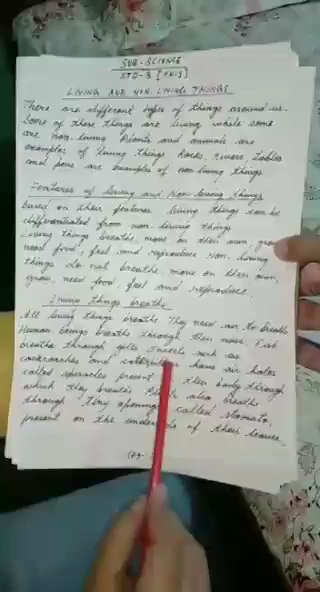 SUB-SCIENCE
STD-3
LIVING AND NON LIVING THINGS
There are different types of things around us.
Some of these things are living while some
are non-living Plants and animals are
examples of living things Rocks, rivers, tables
and pens are examples of non living things
Features of living and non living things
Based on their features living things can be
differentiated from non-living things
Living things breathe, move on their own, grow
need food, feel and reproduce Non-living
things do not breathe, move on their own,
grow, need food, feel and reproduce.
Living things breathe
All living things breathe They need air to breathe
Human beings breathe through their nose. Fish
breathe through gills Insects such as
cockroaches and have air holes
called spiracles present their body through
which they breathe also breathe
through tiny openings called stomata,
present on the of their leaves.